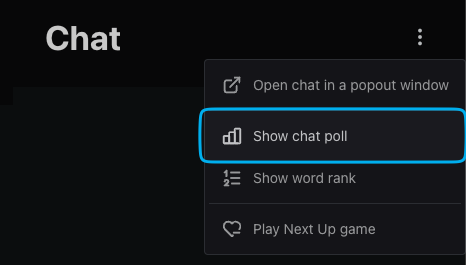 Chat
Open chat in a popout window
Show chat poll
Show word rank
Play Next Up game